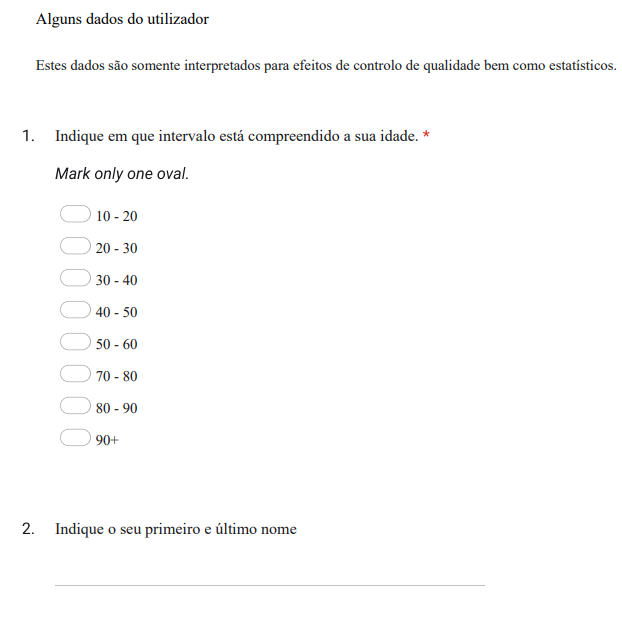 Alguns dados do utilizador
Estes dados são somente interpretados para efeitos de controlo de qualidade bem como estatísticos.
1. Indique em que intervalo está compreendido a sua idade. *
Mark only one oval.
10 - 20
20 - 30
30 - 40
40 - 50
50 - 60
70 - 80
80 - 90
90+
2. Indique o seu primeiro e último nome